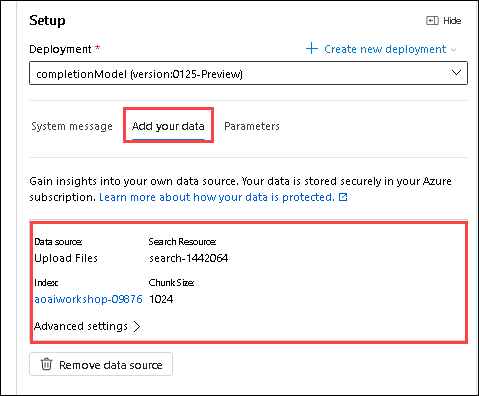 Setup
Hide
Deployment *
Create new deployment
completionModel (version:0125-Preview)
System message
Add your data
Parameters
Gain insights into your own data source. Your data is stored securely in your Azure
subscription. Learn more about how your data is protected.
Data source: Search Resource:
Upload Files search-1442064
Index: Chunk Size:
aoaiworkshop-09876 1024
Advanced settings
Remove data source